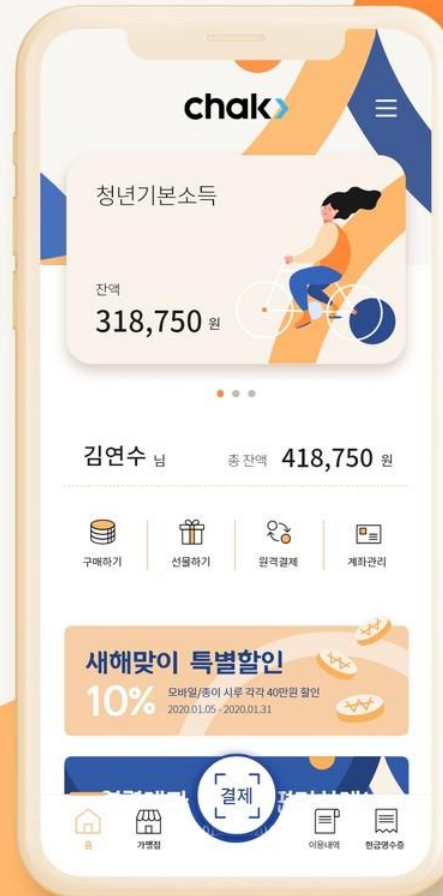 chak
청년기본소득
잔액
318,750 원
김연수 님 총 잔액 418,750 원
구매하기 선물하기 원격결제 계좌관리
새해맞이 특별할인
10% 모바일/종이 시루 각각 40만원 할인
2020.01.05 - 2020.01.31
결제
홈 가맹점 이용내역 현금영수증